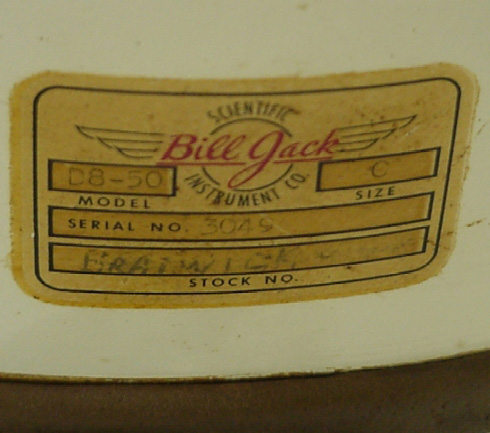 SCIENTIFIC
Bill Jack
INSTRUMENT CO.
D8-50 C
MODEL SIZE
SERIAL NO. 3049
STOCK NO.